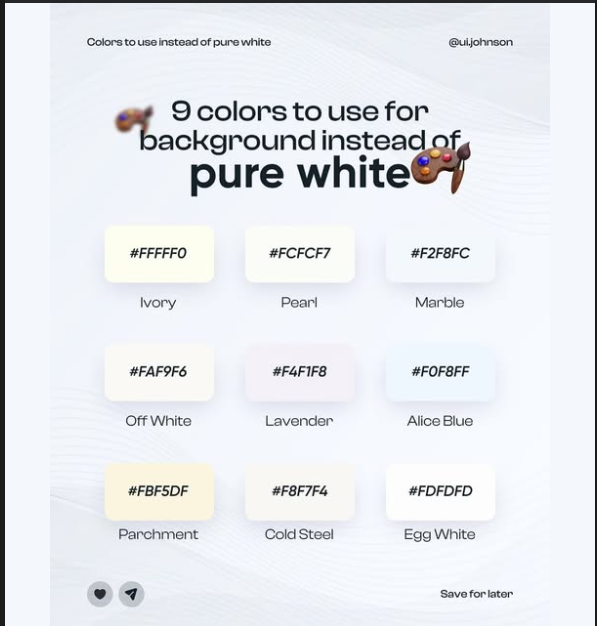 Colors to use instead of pure white
@ui.johnson
9 colors to use for
background instead of
pure white
#FFFFF0
#FCFCF7
#F2F8FC
Ivory
Pearl
Marble
#FAF9F6
#F4F1F8
#F0F8FF
Off White
Lavender
Alice Blue
#FBF5DF
#F8F7F4
#FDFDFD
Parchment
Cold Steel
Egg White
Save for later